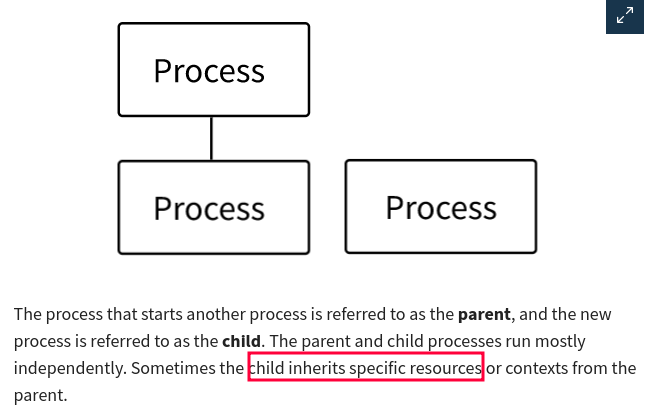 Process
Process
Process
The process that starts another process is referred to as the parent, and the new
process is referred to as the child. The parent and child processes run mostly
independently. Sometimes the child inherits specific resources or contexts from the
parent.